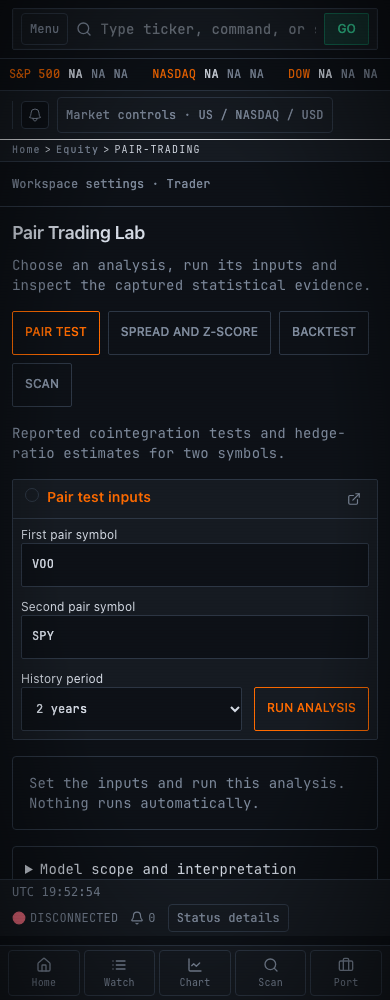 Menu
Type ticker, command, or
GO
S&P 500 NA NA NA NASDAQ NA NA NA DOW NA NA NA
Market controls · US / NASDAQ / USD
Home > Equity > PAIR-TRADING
Workspace settings · Trader
Pair Trading Lab
Choose an analysis, run its inputs and
inspect the captured statistical evidence.
PAIR TEST
SPREAD AND Z-SCORE
BACKTEST
SCAN
Reported cointegration tests and hedge-
ratio estimates for two symbols.
Pair test inputs
First pair symbol
VOO
Second pair symbol
SPY
History period
2 years
RUN ANALYSIS
Set the inputs and run this analysis.
Nothing runs automatically.
Model scope and interpretation
UTC 19:52:54
DISCONNECTED
0
Status details
Home
Watch
Chart
Scan
Port